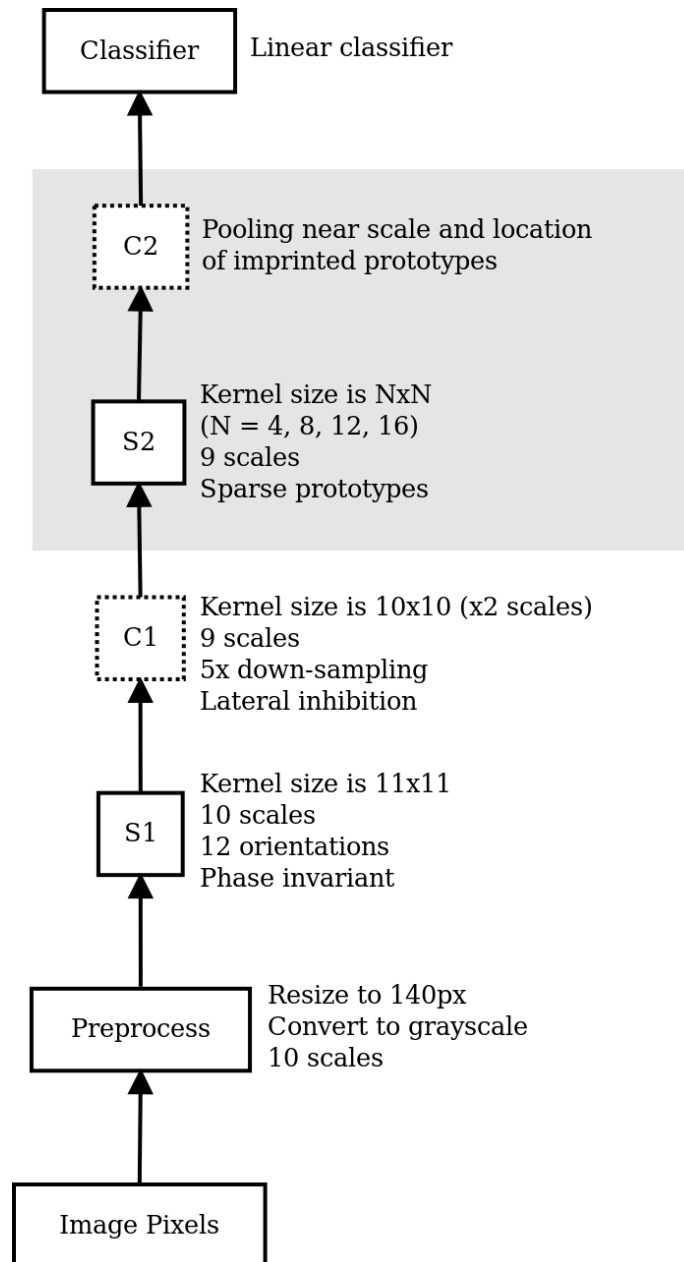 Classifier
Linear classifier
C2
Pooling near scale and location
of imprinted prototypes
S2
Kernel size is NxN
(N = 4, 8, 12, 16)
9 scales
Sparse prototypes
C1
Kernel size is 10x10 (x2 scales)
9 scales
5x down-sampling
Lateral inhibition
S1
Kernel size is 11x11
10 scales
12 orientations
Phase invariant
Preprocess
Resize to 140px
Convert to grayscale
10 scales
Image Pixels